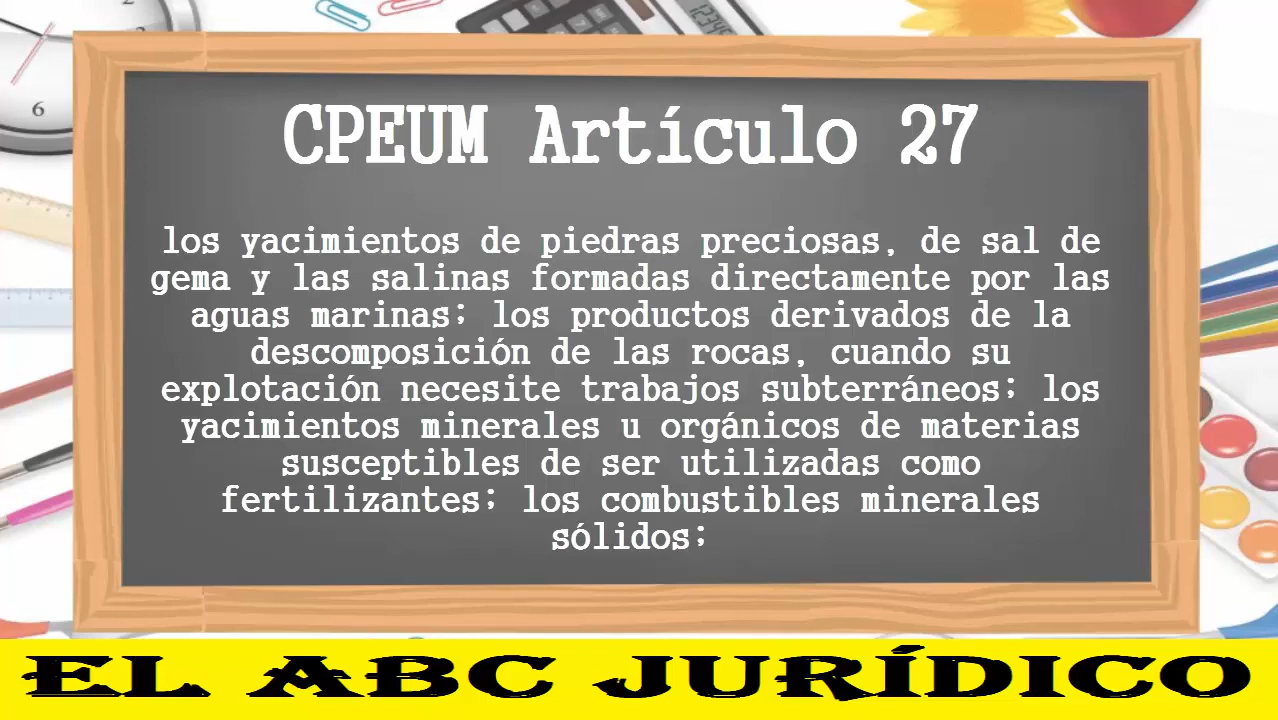 CPEUM Artículo 27
los yacimientos de piedras preciosas, de sal de
gema y las salinas formadas directamente por las
aguas marinas; los productos derivados de la
descomposición de las rocas, cuando su
explotación necesite trabajos subterráneos; los
yacimientos minerales u orgánicos de materias
susceptibles de ser utilizadas como
fertilizantes; los combustibles minerales
sólidos;
EL ABC JURÍDICO